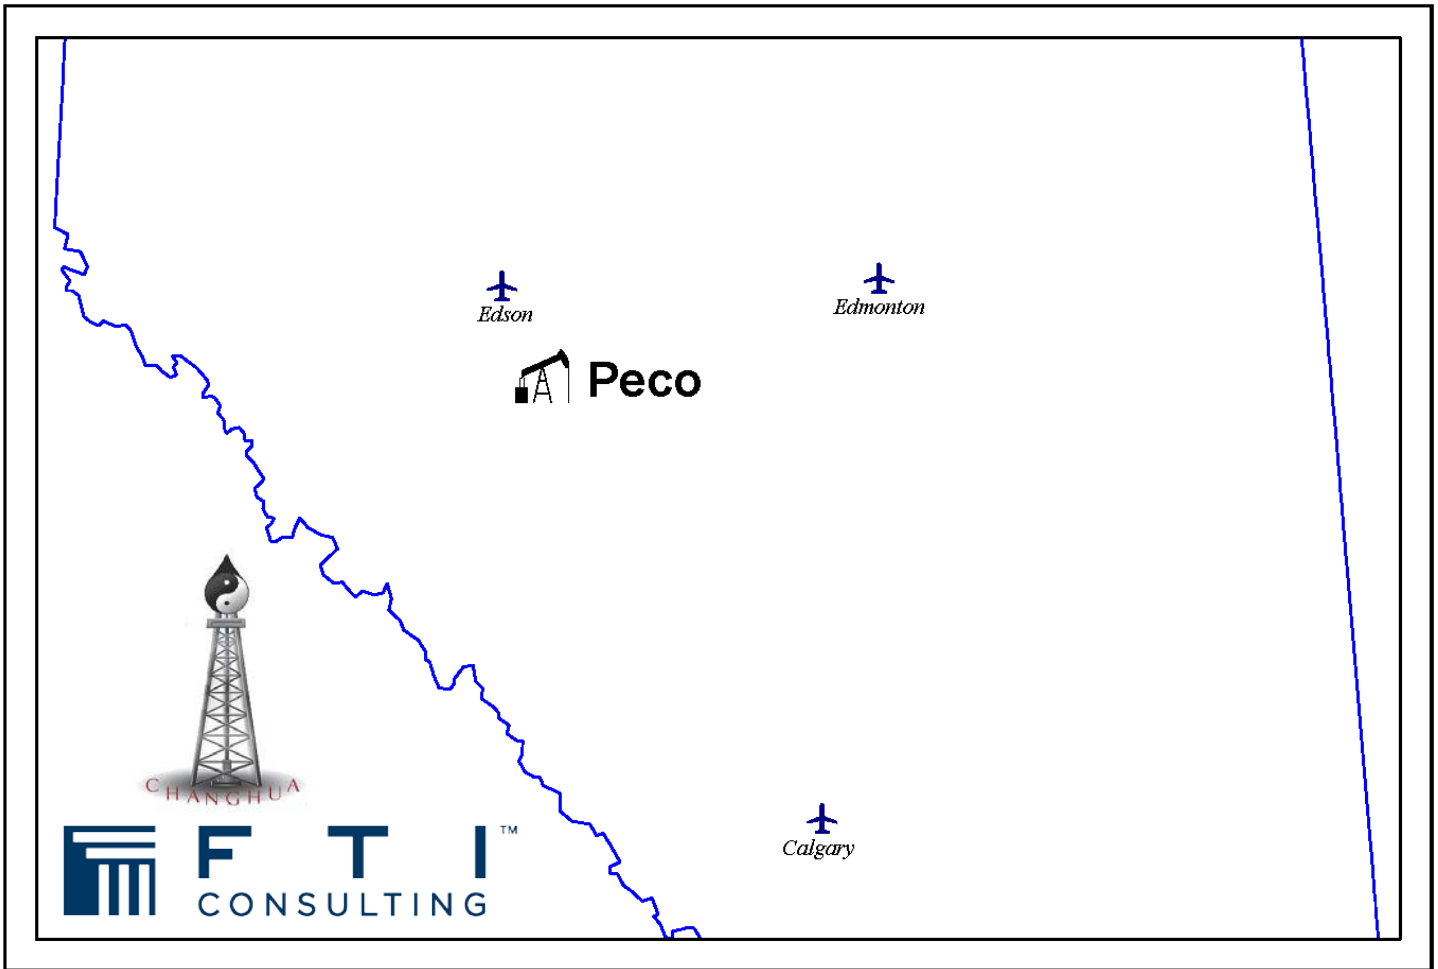 Edson
Edmonton
Peco
CHANGHUA
Calgary
FTI™
CONSULTING